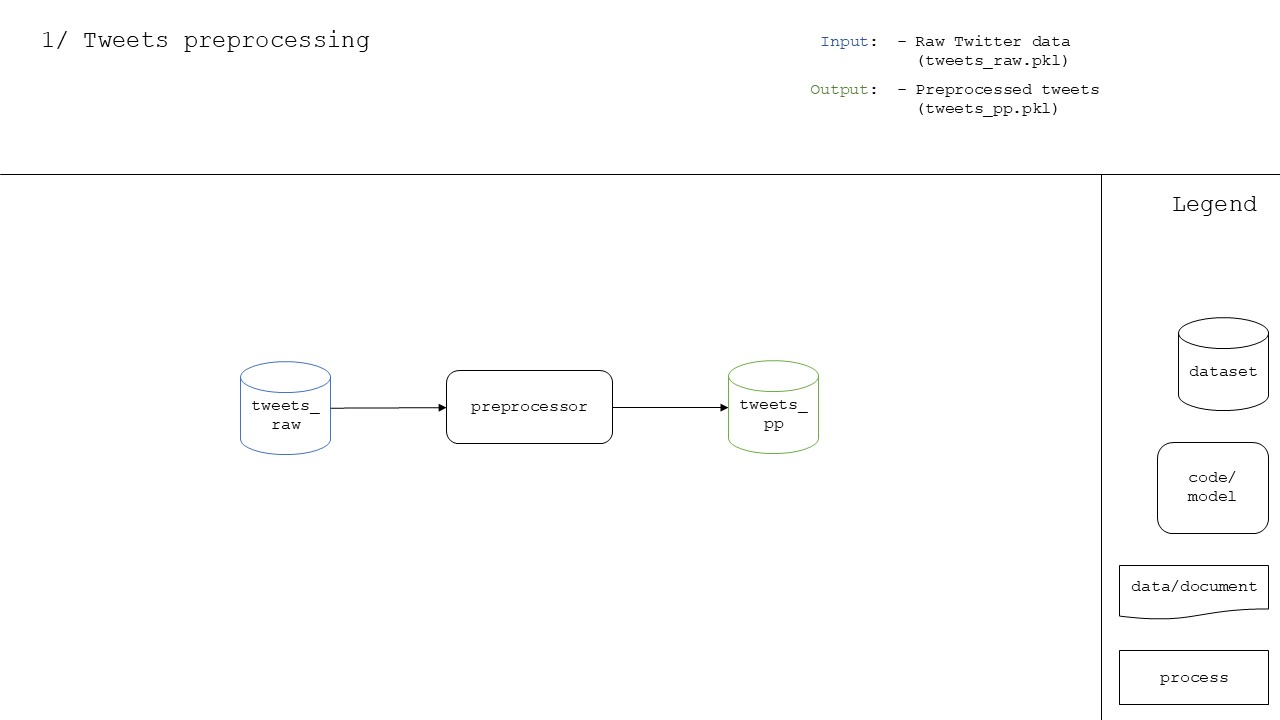 1/ Tweets preprocessing
Input: – Raw Twitter data
(tweets_raw.pkl)
Output: – Preprocessed tweets
(tweets_pp.pkl)
Legend
tweets_
raw
preprocessor
tweets_
pp
dataset
code/
model
data/document
process